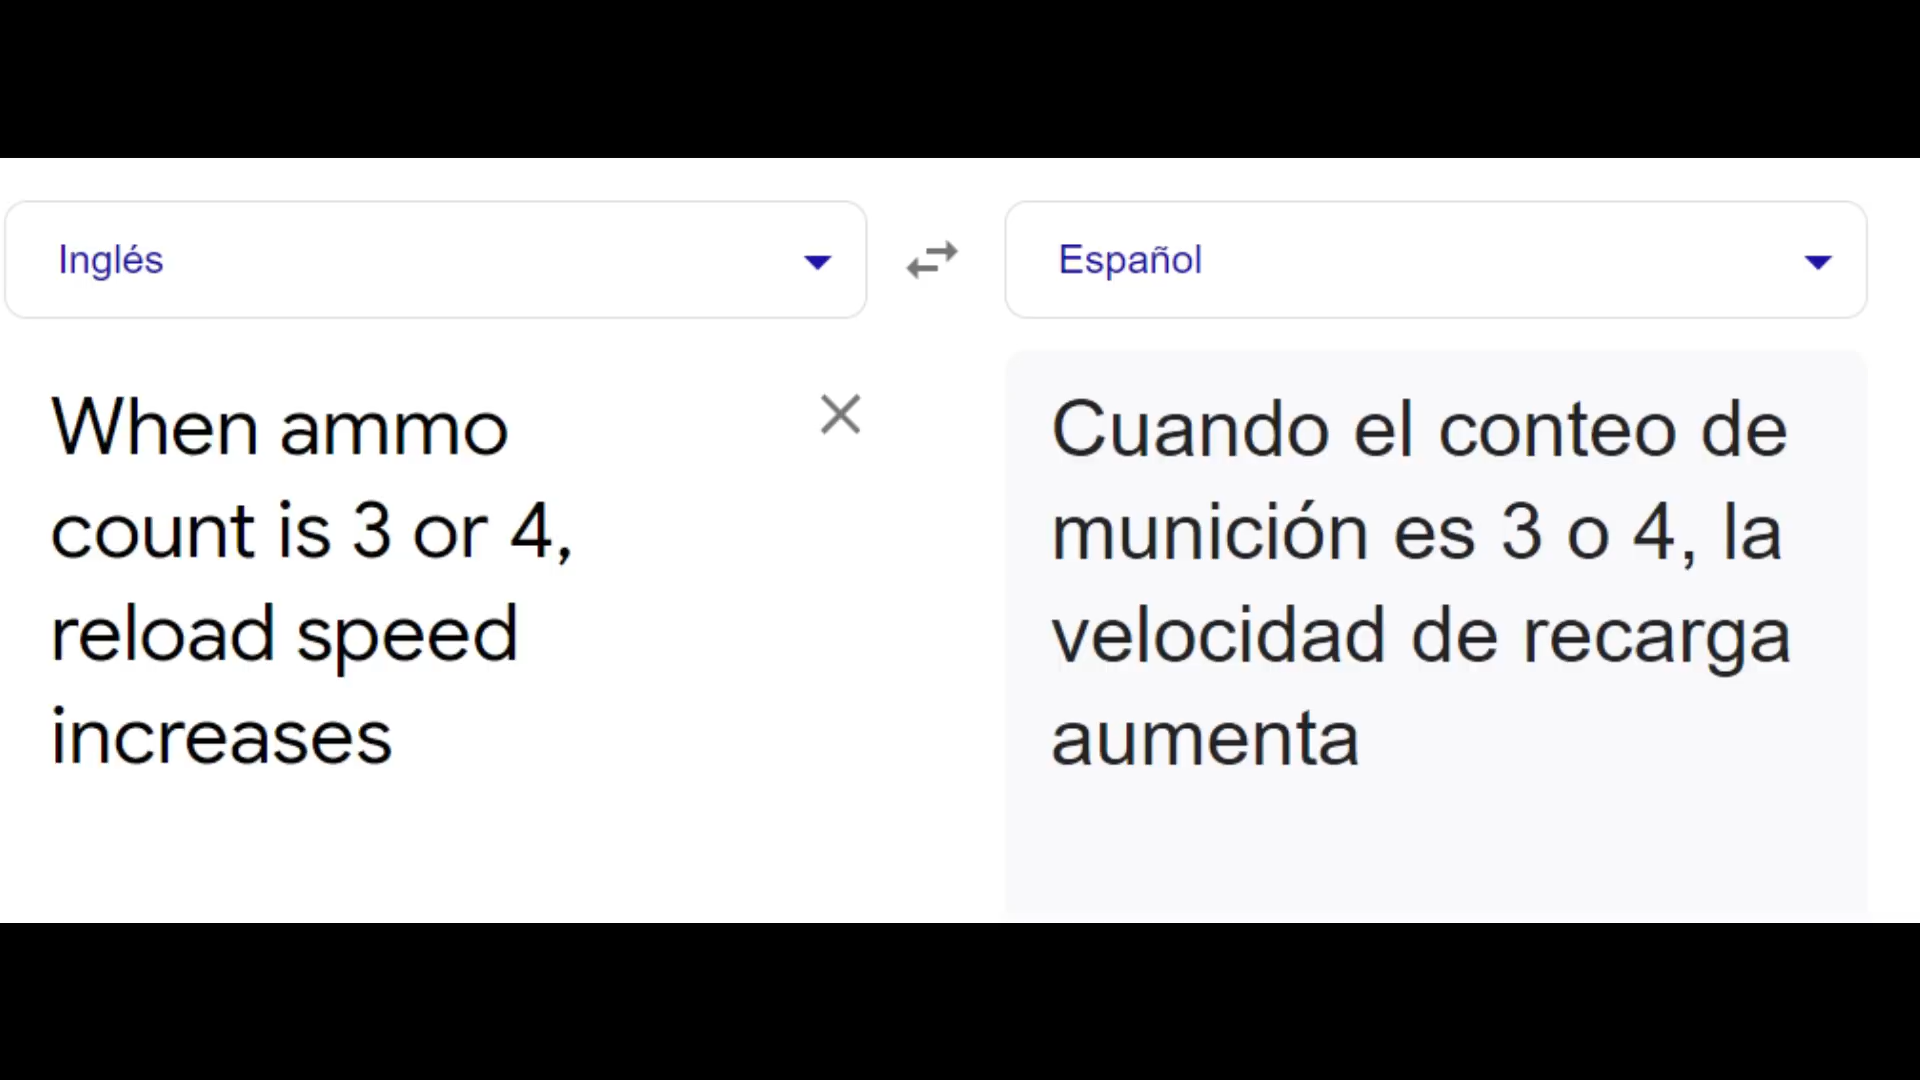 Inglés
Español
When ammo
count is 3 or 4,
reload speed
increases
Cuando el conteo de
munición es 3 o 4, la
velocidad de recarga
aumenta